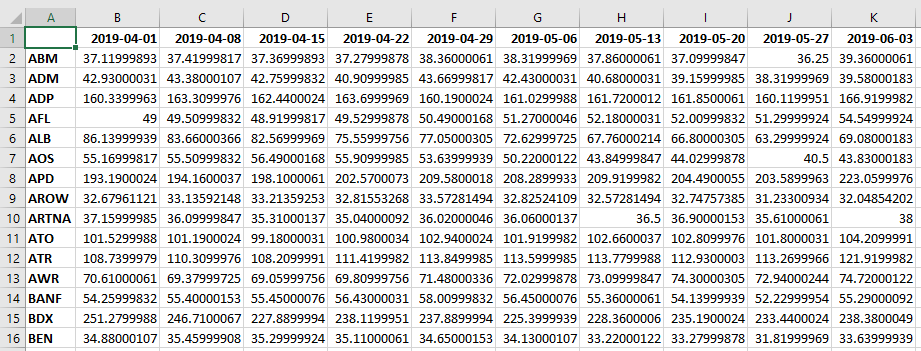 A B C D E F G H I J K
1 2019-04-01 2019-04-08 2019-04-15 2019-04-22 2019-04-29 2019-05-06 2019-05-13 2019-05-20 2019-05-27 2019-06-03
2 ABM 37.11999893 37.41999817 37.36999893 37.27999878 38.36000061 38.31999969 37.86000061 37.09999847 36.25 39.36000061
3 ADM 42.93000031 43.38000107 42.75999832 40.90999985 43.66999817 42.43000031 40.68000031 39.15999985 38.31999969 39.58000183
4 ADP 160.3399963 163.3099976 162.4400024 163.6999969 160.1900024 161.0299988 161.7200012 161.8500061 160.1199951 166.9199982
5 AFL 49 49.50999832 48.91999817 49.52999878 50.49000168 51.27000046 52.18000031 52.00999832 51.29999924 54.54999924
6 ALB 86.13999939 83.66000366 82.56999969 75.55999756 77.05000305 72.62999725 67.76000214 66.80000305 63.29999924 69.08000183
7 AOS 55.16999817 55.50999832 56.49000168 55.90999985 53.63999939 50.22000122 43.84999847 44.02999878 40.5 43.83000183
8 APD 193.1900024 194.1600037 198.1000061 202.5700073 209.5800018 208.2899933 209.9199982 204.4900055 203.5899963 223.0599976
9 AROW 32.67961121 33.13592148 33.21359253 32.81553268 33.57281494 32.82524109 32.57281494 32.74757385 31.23300934 32.04854202
10 ARTNA 37.15999985 36.09999847 35.31000137 35.04000092 36.02000046 36.06000137 36.5 36.90000153 35.61000061 38
11 ATO 101.5299988 101.1900024 99.18000031 100.9800034 102.9400024 101.9199982 102.6600037 102.8099976 101.8000031 104.2099991
12 ATR 108.7399979 110.3099976 108.2099991 111.4199982 113.8499985 113.5999985 113.7799988 112.9300003 113.2699966 121.9199982
13 AWR 70.61000061 69.37999725 69.05999756 69.80999756 71.48000336 72.02999878 73.09999847 74.30000305 72.94000244 74.72000122
14 BANF 54.25999832 55.4000153 55.45000076 56.43000031 58.00999832 56.45000076 55.36000061 54.13999939 52.22999954 55.29000092
15 BDX 251.2799988 246.7100067 227.8899994 238.1199951 237.8899994 225.3999939 228.3600006 235.1900024 233.4400024 238.3800049
16 BEN 34.88000107 35.45999908 35.29999924 35.11000061 34.65000153 34.13000107 33.22000122 33.27999878 31.81999969 33.63999939